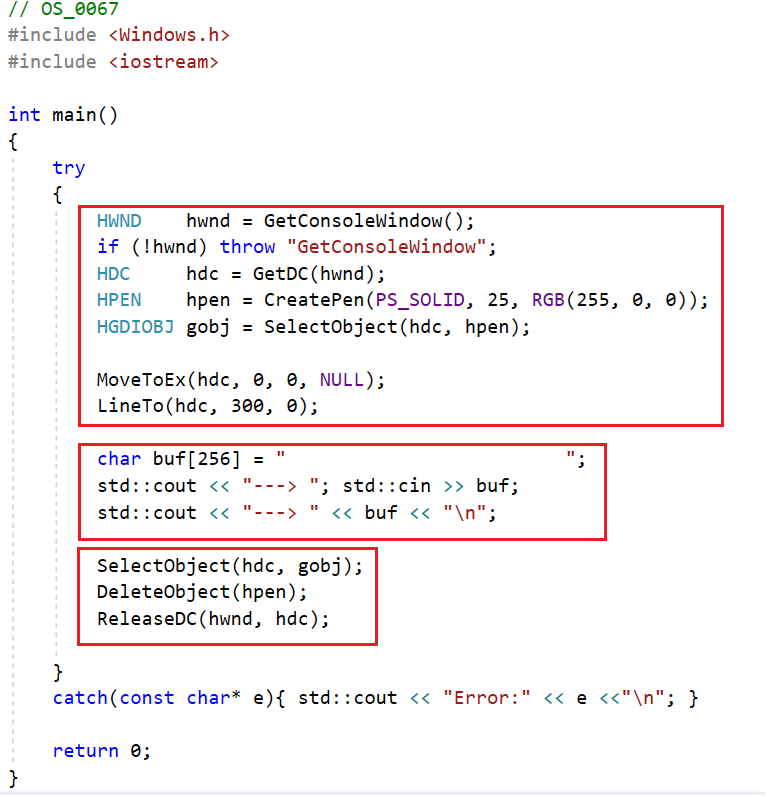 // OS_0067
#include <Windows.h>
#include <iostream>
int main()
{
try
{
HWND    hwnd = GetConsoleWindow();
if (!hwnd) throw "GetConsoleWindow";
HDC     hdc = GetDC(hwnd);
HPEN    hpen = CreatePen(PS_SOLID, 25, RGB(255, 0, 0));
HGDIOBJ gobj = SelectObject(hdc, hpen);
MoveToEx(hdc, 0, 0, NULL);
LineTo(hdc, 300, 0);
char buf[256] = "                         ";
std::cout << "---> "; std::cin >> buf;
std::cout << "---> " << buf << "\n";
SelectObject(hdc, gobj);
DeleteObject(hpen);
ReleaseDC(hwnd, hdc);
}
catch(const char* e){ std::cout << "Error:" << e <<"\n"; }
return 0;
}